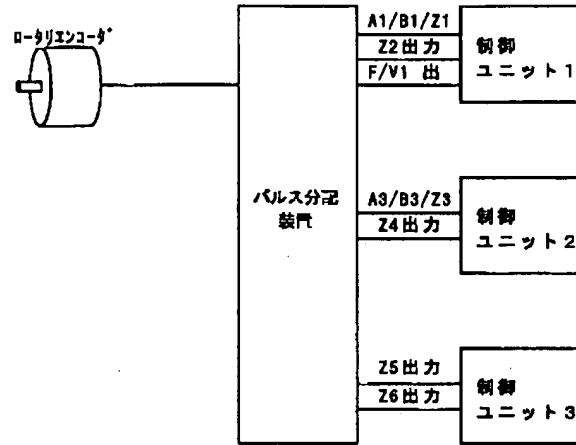 ロータリエンコーダ
A1/B1/Z1
Z2出力
F/V1 出
制御
ユニット1
パルス分配
装置
A3/B3/Z3
Z4出力
制御
ユニット2
Z5出力
Z6出力
制御
ユニット3